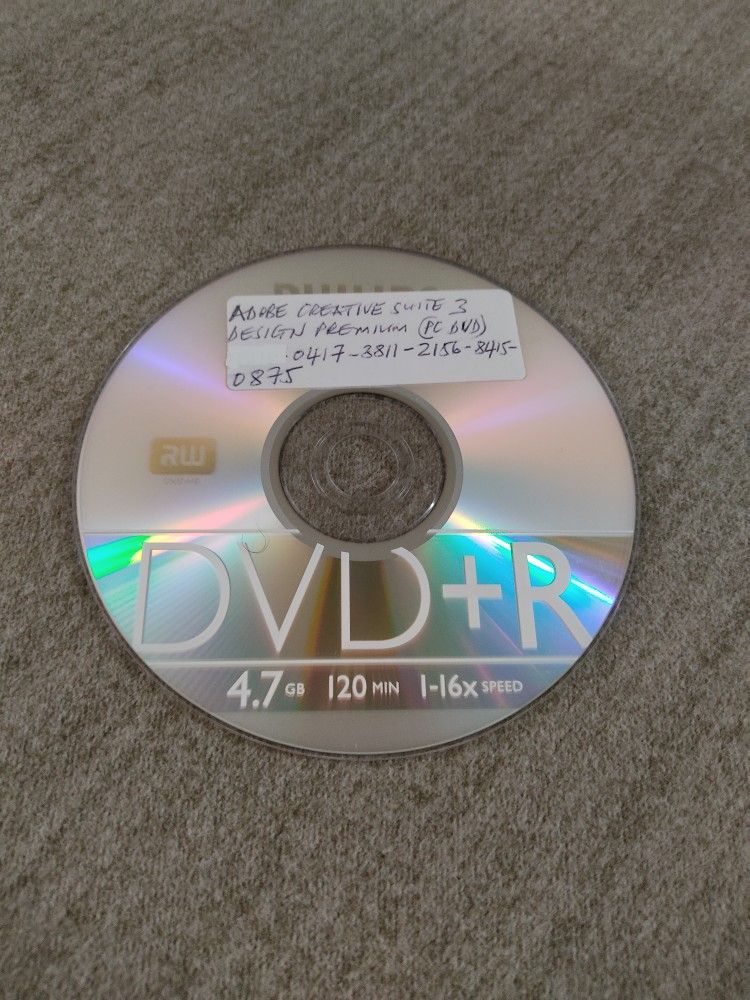 ADOBE CREATIVE SUITE 3
DESIGN PREMIUM (PC DVD)
0417-3811-2156-8415-
0875
RW
DVD+R
4.7 GB 120 MIN 1-16x SPEED